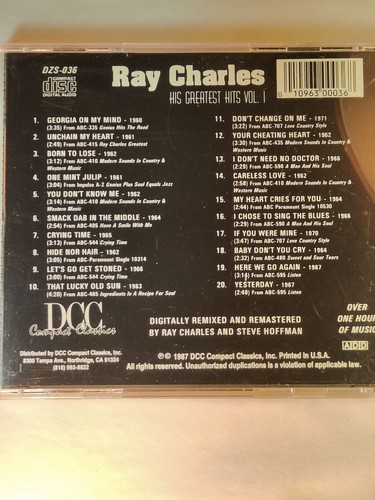 DZS-036
COMPACT
disc
DIGITAL AUDIO
Ray Charles
HIS GREATEST HITS VOL. 1
0 10963 00036
1. GEORGIA ON MY MIND - 1960
(3:35) From ABC-335 Genius Hits The Road
2. UNCHAIN MY HEART - 1961
(2:49) From ABC-415 Ray Charles Greatest
3. BORN TO LOSE - 1962
(3:12) From ABC-410 Modern Sounds In Country &
Western Music
4. ONE MINT JULIP - 1961
(3:04) From Impulse A-2 Genius Plus Soul Equals Jazz
5. YOU DON'T KNOW ME - 1962
(3:12) From ABC-410 Modern Sounds In Country &
Western Music
6. SMACK DAB IN THE MIDDLE - 1964
(2:54) From ABC-495 Have A Smile With Me
7. CRYING TIME - 1965
(3:13) From ABC-544 Crying Time
8. HIDE NOR HAIR - 1962
(3:05) From ABC-Paramount Single 10314
9. LET'S GO GET STONED - 1966
(3:00) From ABC-544 Crying Time
10. THAT LUCKY OLD SUN - 1963
(4:20) From ABC-465 Ingredients In A Recipe For Soul
11. DON'T CHANGE ON ME - 1971
(3:22) From ABC-707 Love Country Style
12. YOUR CHEATING HEART - 1962
(3:30) From ABC-435 Modern Sounds In Country &
Western Music
13. I DON'T NEED NO DOCTOR - 1966
(2:29) From ABC-590 A Man And His Soul
14. CARELESS LOVE - 1962
(2:58) From ABC-410 Modern Sounds In Country &
Western Music
15. MY HEART CRIES FOR YOU - 1964
(2:44) From ABC Paramount Single 10530
16. I CHOSE TO SING THE BLUES - 1966
(2:29) From ABC-590 A Man And His Soul
17. IF YOU WERE MINE - 1970
(3:47) From ABC-707 Love Country Style
18. BABY DON'T YOU CRY - 1964
From ABC-480 Sweet and Sour Tears
19. HERE WE GO AGAIN - 1967
(3:14) From ABC-595 Listen
20. YESTERDAY - 1967
(2:48) From ABC-595 Listen
DCC
Compact Classics
DIGITALLY REMIXED AND REMASTERED
BY RAY CHARLES AND STEVE HOFFMAN
OVER
ONE HOUR
OF MUSIC
Distributed by DCC Compact Classics, Inc.
9300 Tampa Ave., Northridge, CA 91324
(818) 993-8822
℗ © 1987 DCC Compact Classics, Inc. Printed in U.S.A.
All rights reserved. Unauthorized duplications is a violation of applicable law.
ADD